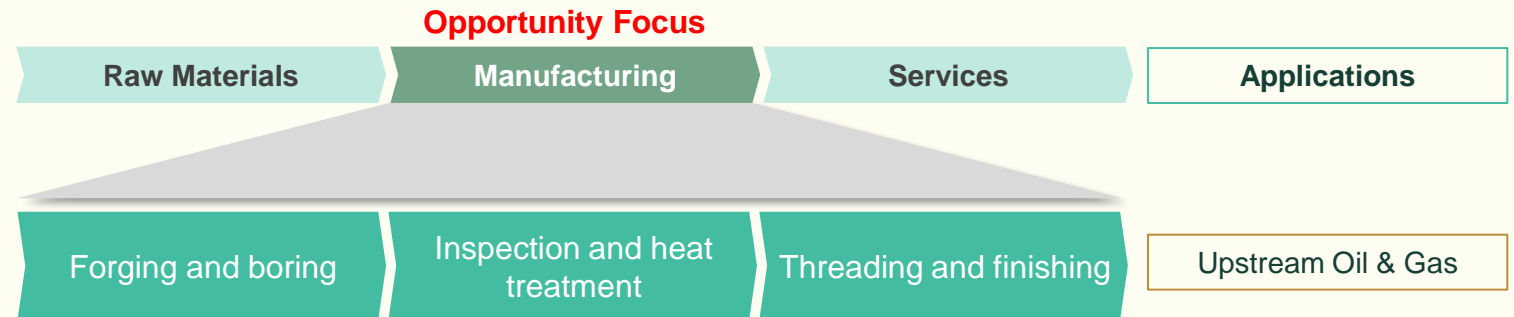 Opportunity Focus
Raw Materials
Manufacturing
Services
Applications
Forging and boring
Inspection and heat
treatment
Threading and finishing
Upstream Oil & Gas